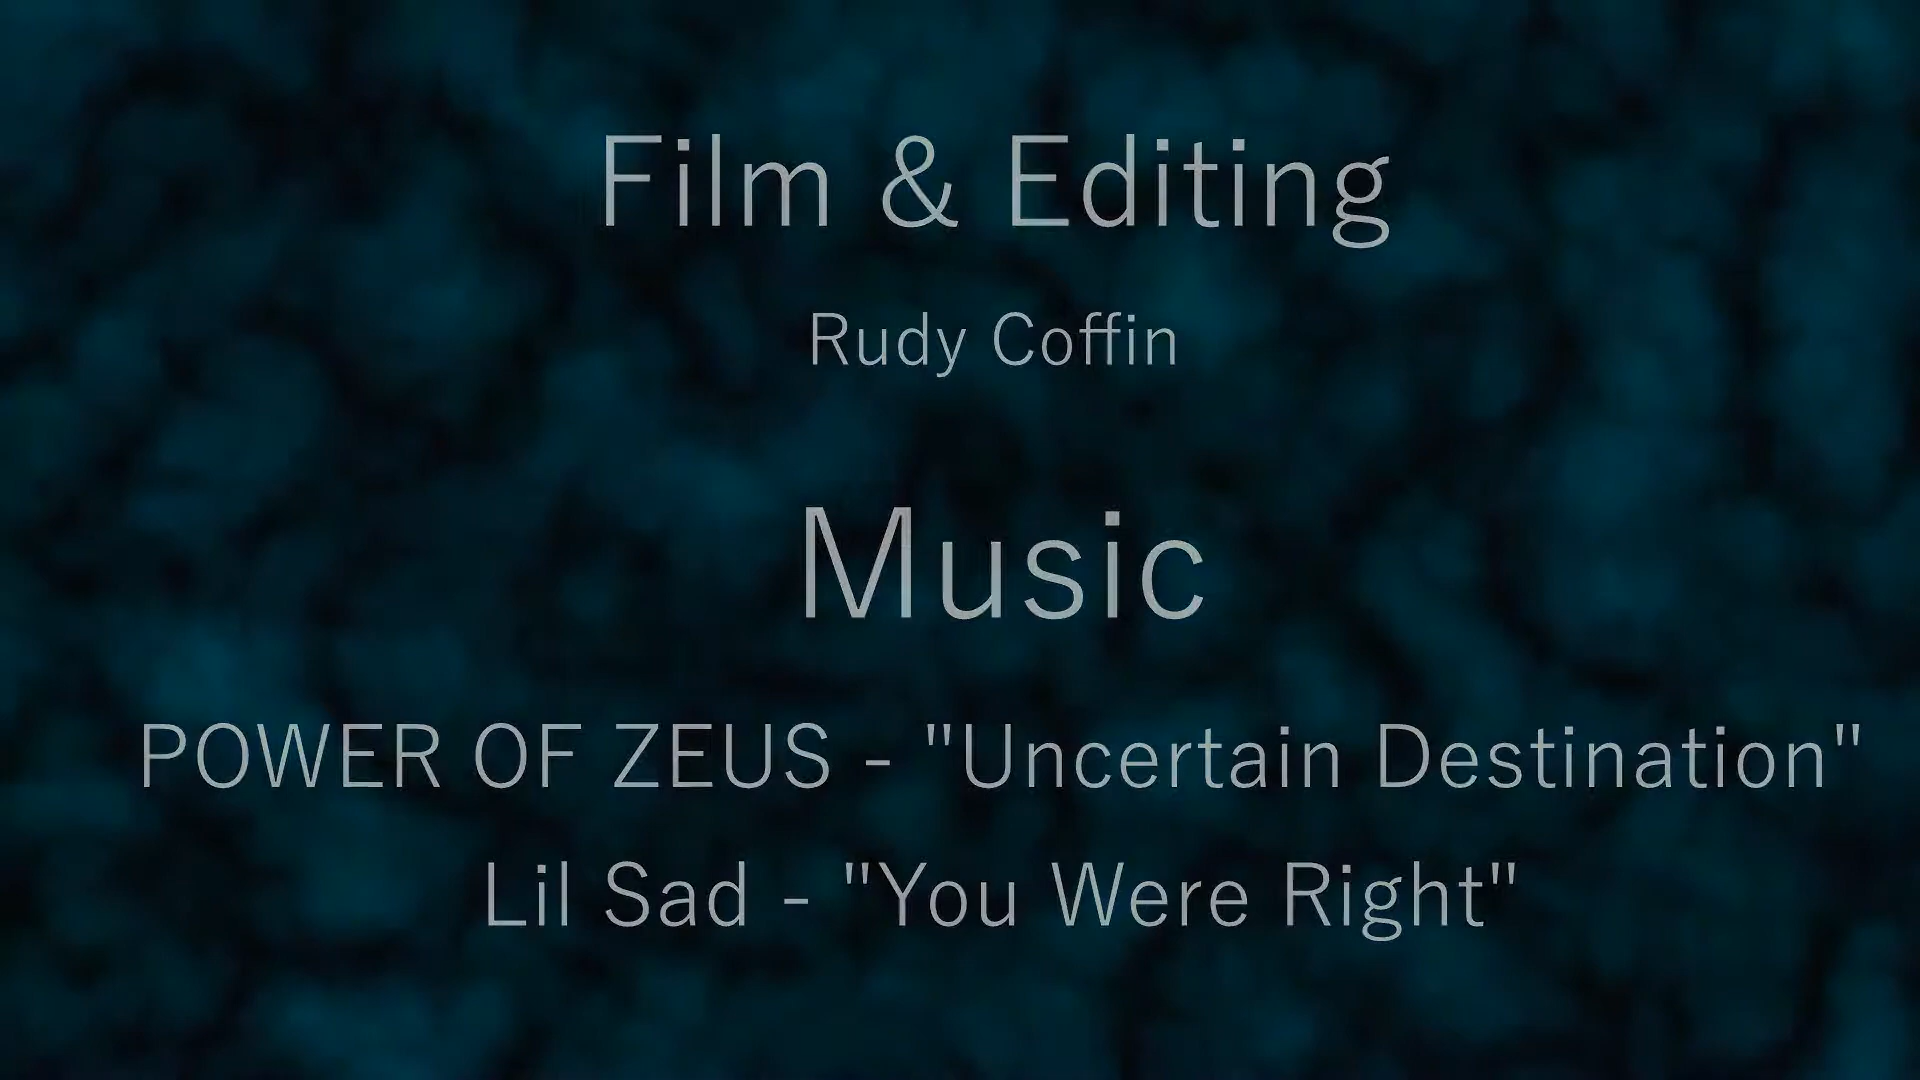 Film & Editing
Rudy Coffin
Music
POWER OF ZEUS - "Uncertain Destination"
Lil Sad - "You Were Right"